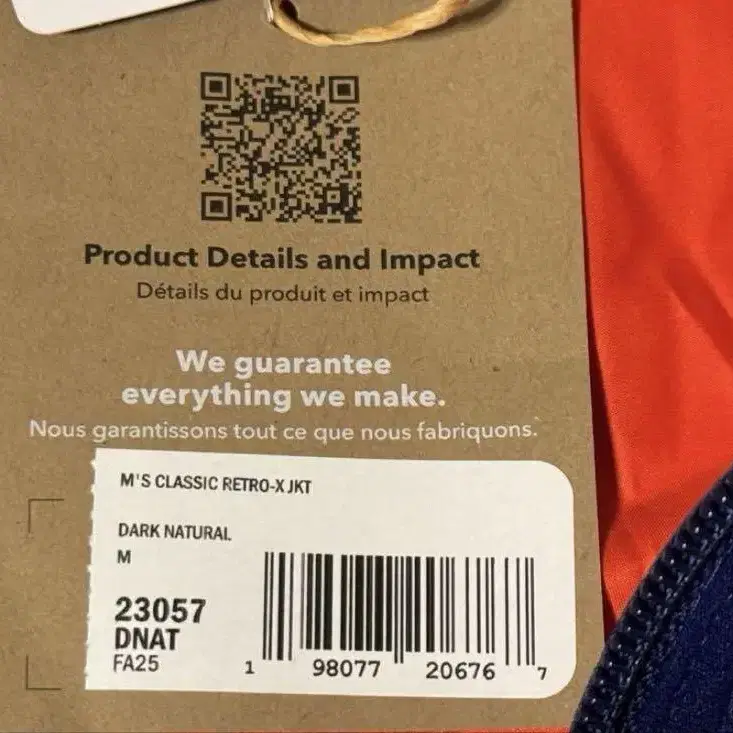 Product Details and Impact
Détails du produit et impact
We guarantee
everything we make.
Nous garantissons tout ce que nous fabriquons.
M'S CLASSIC RETRO-X JKT
DARK NATURAL
M
23057
DNAT
FA25
1 98077 20676 7